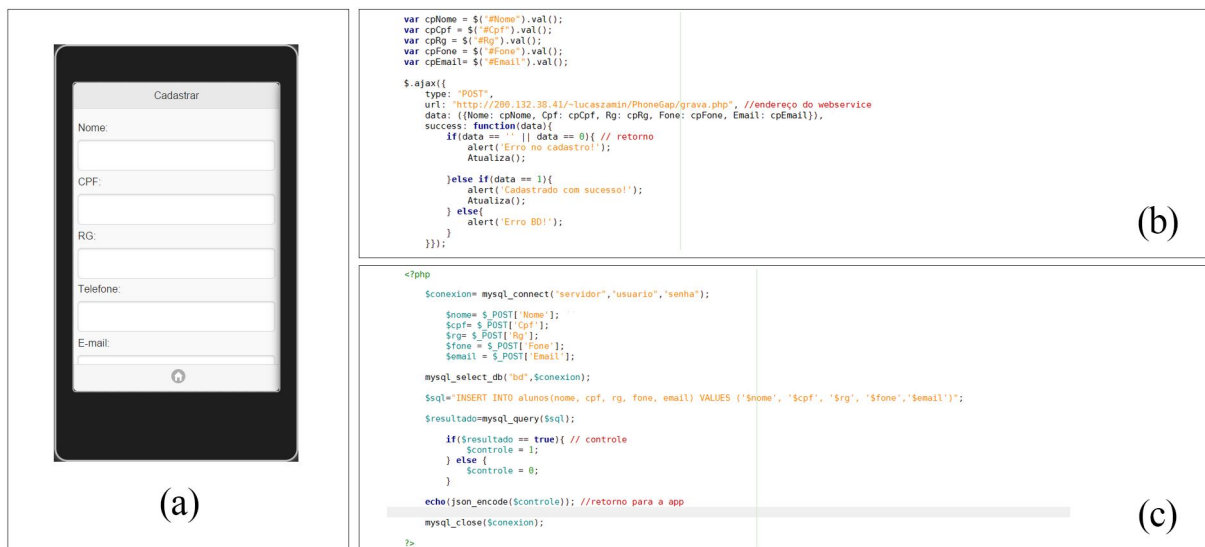 Cadastrar
Nome:
CPF:
RG:
Telefone:
E-mail:
(a)
var cpNome = $("#Nome").val();
var cpCpf = $("#Cpf").val();
var cpRg = $("#Rg").val();
var cpFone = $("#Fone").val();
var cpEmail= $("#Email").val();
$.ajax({
type: "POST",
url: "http://200.132.38.41/~lucaszamin/PhoneGap/grava.php", //endereço do webservice
data: ({Nome: cpNome, Cpf: cpCpf, Rg: cpRg, Fone: cpFone, Email: cpEmail}),
success: function(data){
if(data == '' || data == 0){ // retorno
alert('Erro no cadastro!');
Atualiza();
}else if(data == 1){
alert('Cadastrado com sucesso!');
Atualiza();
} else{
alert('Erro BD!');
}
}});
(b)
<?php
$conexion= mysql_connect("servidor","usuario","senha");
$nome= $_POST['Nome'];
$cpf= $_POST['Cpf'];
$rg= $_POST['Rg'];
$fone = $_POST['Fone'];
$email = $_POST['Email'];
mysql_select_db("bd",$conexion);
$sql="INSERT INTO alunos(nome, cpf, rg, fone, email) VALUES ('$nome', '$cpf', '$rg', '$fone','$email')";
$resultado=mysql_query($sql);
if($resultado == true){ // controle
$controle = 1;
} else {
$controle = 0;
}
echo(json_encode($controle)); //retorno para a app
mysql_close($conexion);
?>
(c)